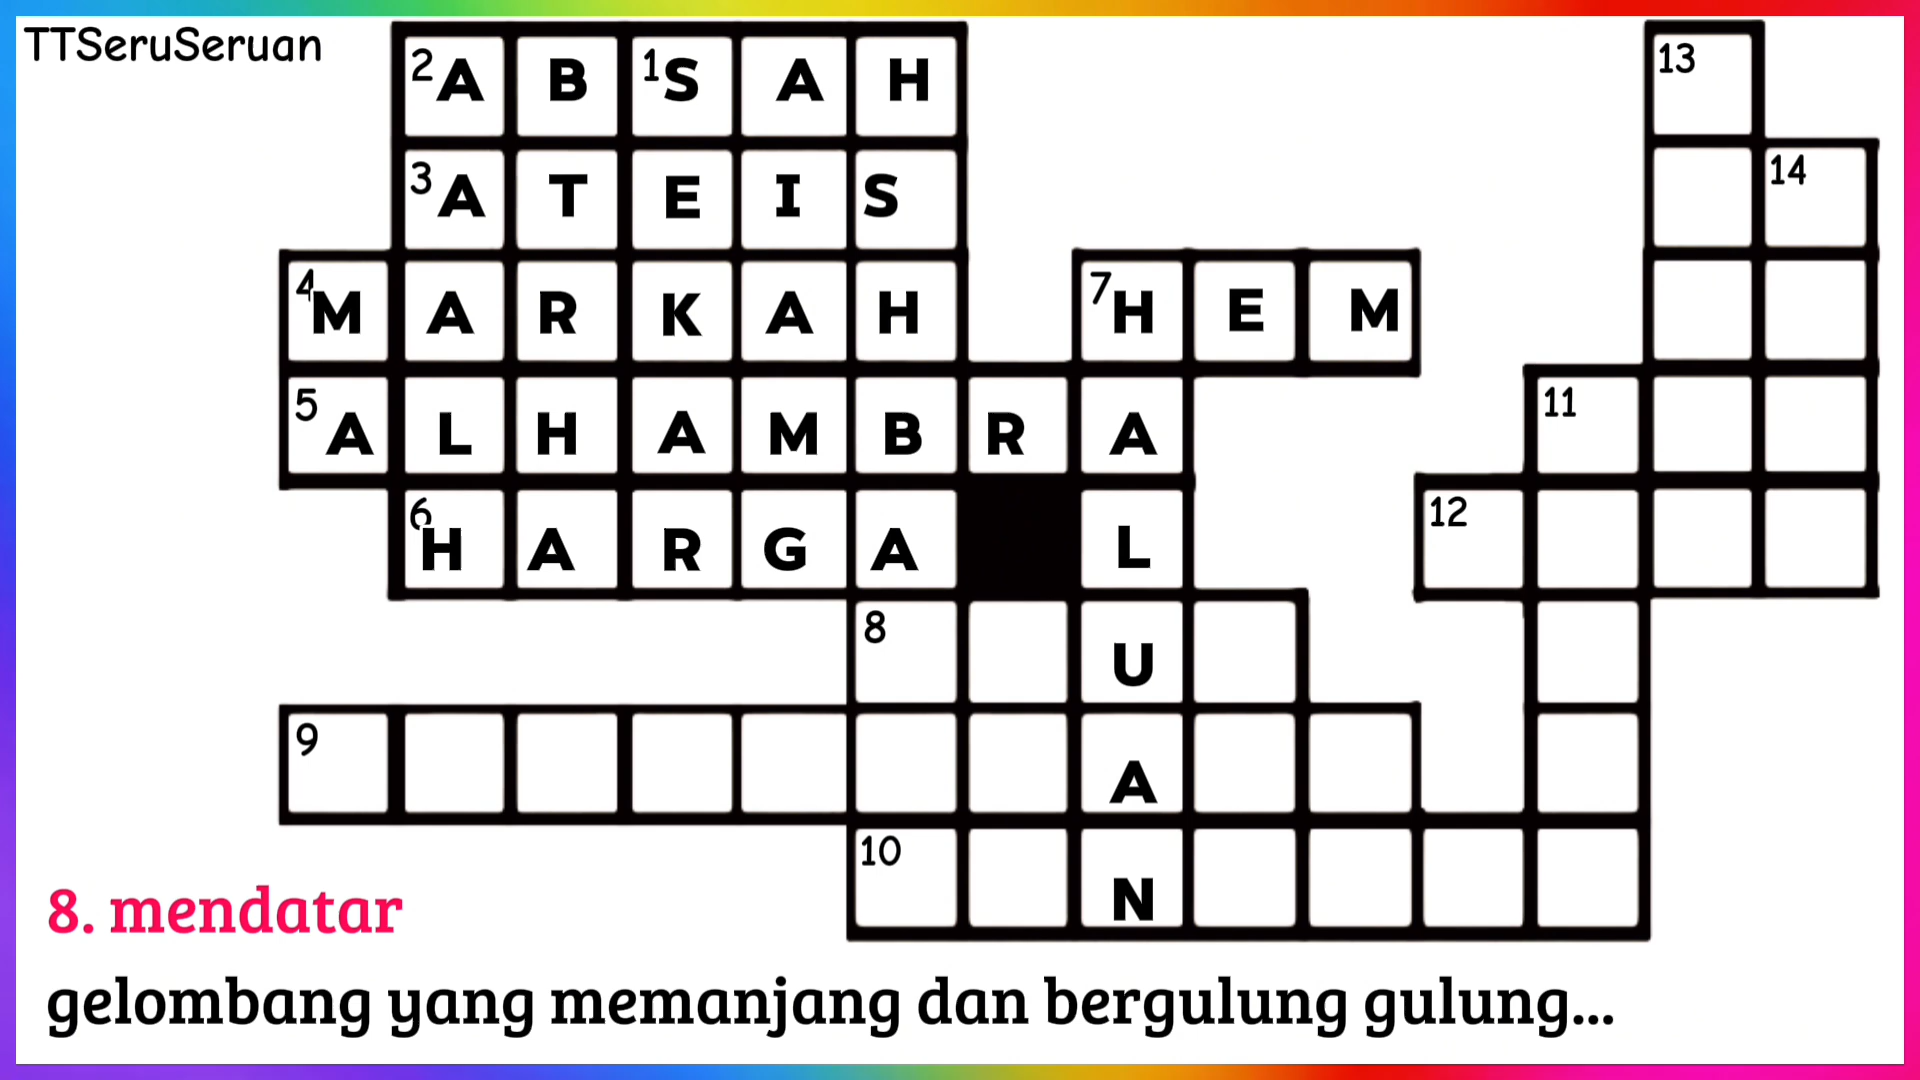 TTSeruSeruan
2A B 1S A H
13
3A T E I S
14
4M A R K A H
7H E M
5A L H A M B R A
11
6H A R G A L
12
8 U
9 A
10 N
8. mendatar
gelombang yang memanjang dan bergulung gulung...